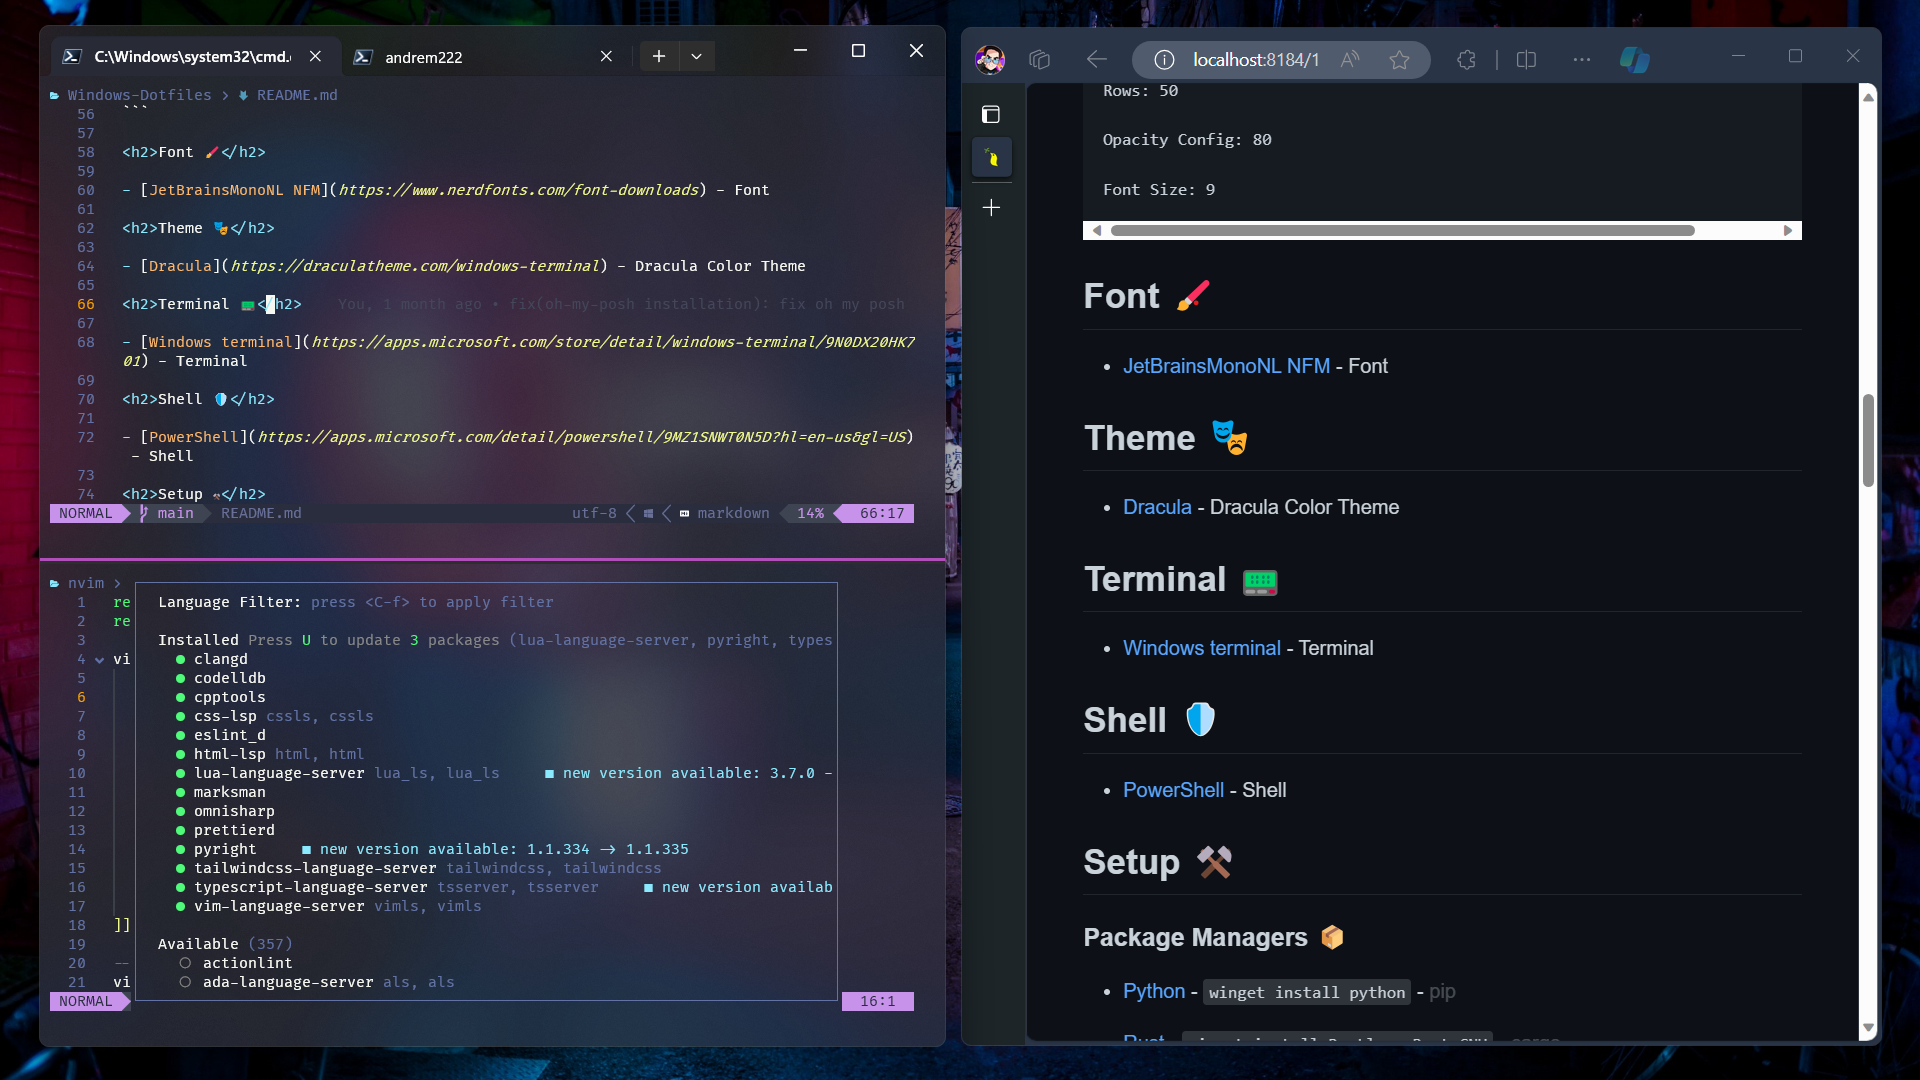 C:\Windows\system32\cmd.
andrem222
Windows-Dotfiles > README.md
56 ```
57
58 <h2>Font 🖌️</h2>
59
60 - [JetBrainsMonoNL NFM](https://www.nerdfonts.com/font-downloads) - Font
61
62 <h2>Theme 🎭</h2>
63
64 - [Dracula](https://draculatheme.com/windows-terminal) - Dracula Color Theme
65
66 <h2>Terminal 📟</h2> You, 1 month ago • fix(oh-my-posh installation): fix oh my posh
67
68 - [Windows terminal](https://apps.microsoft.com/store/detail/windows-terminal/9N0DX20HK7
01) - Terminal
69
70 <h2>Shell 🛡️</h2>
71
72 - [PowerShell](https://apps.microsoft.com/detail/powershell/9MZ1SNWT0N5D?hl=en-us&gl=US)
- Shell
73
74 <h2>Setup ⚒️</h2>
NORMAL main README.md utf-8 markdown 14% 66:17
nvim >
1 re Language Filter: press <C-f> to apply filter
2 re
3 Installed Press U to update 3 packages (lua-language-server, pyright, types
4 vi clangd
5 codelldb
6 cpptools
7 css-lsp cssls, cssls
8 eslint_d
9 html-lsp html, html
10 lua-language-server lua_ls, lua_ls ■ new version available: 3.7.0 -
11 marksman
12 omnisharp
13 prettierd
14 pyright ■ new version available: 1.1.334 -> 1.1.335
15 tailwindcss-language-server tailwindcss, tailwindcss
16 typescript-language-server tsserver, tsserver ■ new version availab
17 vim-language-server vimls, vimls
18 ]]
19 Available (357)
20 -- actionlint
21 vi ada-language-server als, als
NORMAL 16:1
localhost:8184/1
Rows: 50
Opacity Config: 80
Font Size: 9
Font 🖌️
• JetBrainsMonoNL NFM - Font
Theme 🎭
• Dracula - Dracula Color Theme
Terminal 📟
• Windows terminal - Terminal
Shell 🛡️
• PowerShell - Shell
Setup ⚒️
Package Managers 📦
• Python - winget install python - pip